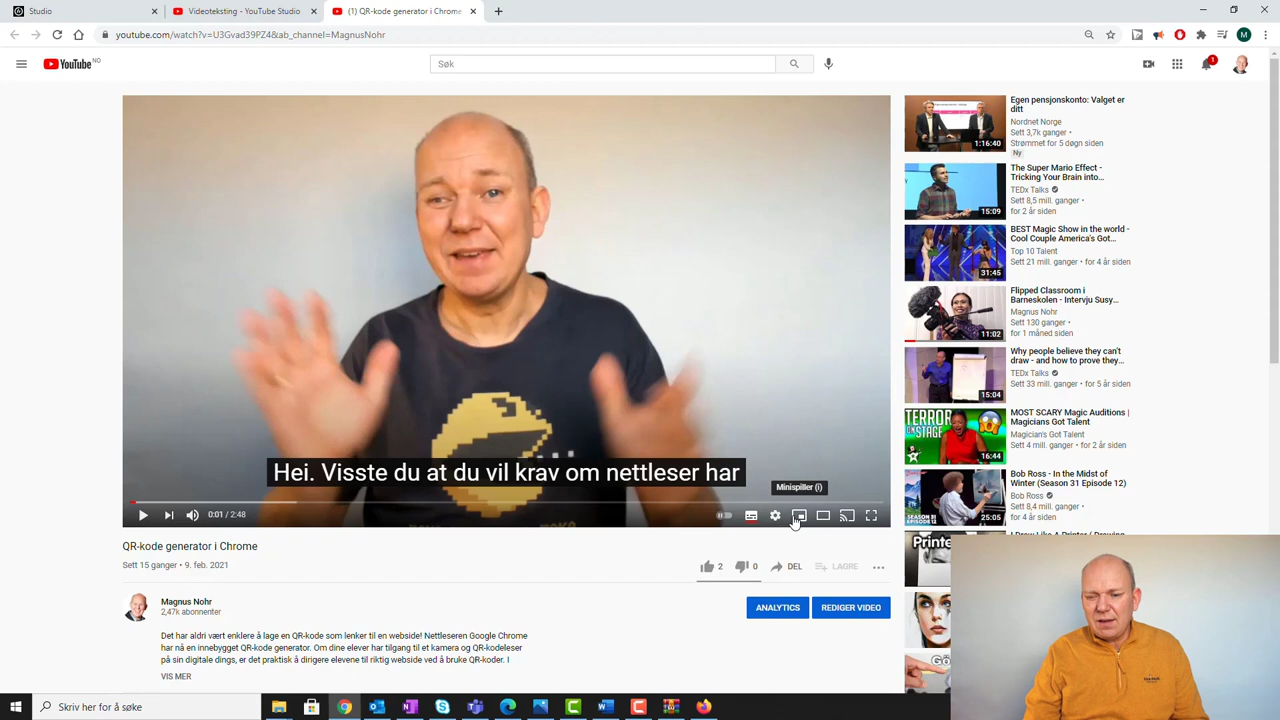 Studio
Videoteksting - YouTube Studio
(1) QR-kode generator i Chrome
youtube.com/watch?v=U3Gvad39PZ4&ab_channel=MagnusNohr
M
YouTube NO
Søk
1
Hei. Visste du at du vil krav om nettleser har
Minispiller (i)
0:01 / 2:48
QR-kode generator i Chrome
Sett 15 ganger • 9. feb. 2021
2
0
DEL
LAGRE
Magnus Nohr
2,47k abonnenter
ANALYTICS
REDIGER VIDEO
Det har aldri vært enklere å lage en QR-kode som lenker til en webside! Nettleseren Google Chrome
har nå en innebygget QR-kode generator. Om dine elever har tilgang til et kamera og QR-kodeleser
på sin digitale dings, er det praktisk å dirigere elevene til riktig webside ved å bruke QR-koder. I
VIS MER
Egen pensjonskonto: Valget er
ditt
Nordnet Norge
Sett 3,7k ganger •
Strømmet for 5 døgn siden
Ny
1:16:40
The Super Mario Effect -
Tricking Your Brain into...
TEDx Talks
Sett 8,5 mill. ganger •
for 2 år siden
15:09
BEST Magic Show in the world -
Cool Couple America's Got...
Top 10 Talent
Sett 21 mill. ganger • for 4 år siden
31:45
Flipped Classroom i
Barneskolen - Intervju Susy...
Magnus Nohr
Sett 130 ganger •
for 1 måned siden
11:02
Why people believe they can't
draw - and how to prove they...
TEDx Talks
Sett 33 mill. ganger • for 5 år siden
15:04
MOST SCARY Magic Auditions |
Magicians Got Talent
Magician's Got Talent
Sett 4,4 mill. ganger • for 2 år siden
TERROR
ON STAGE
16:44
Bob Ross - In the Midst of
Winter (Season 31 Episode 12)
Bob Ross
Sett 8,4 mill. ganger •
for 4 år siden
SEASON 31
EPISODE 12
25:05
Skriv her for å søke